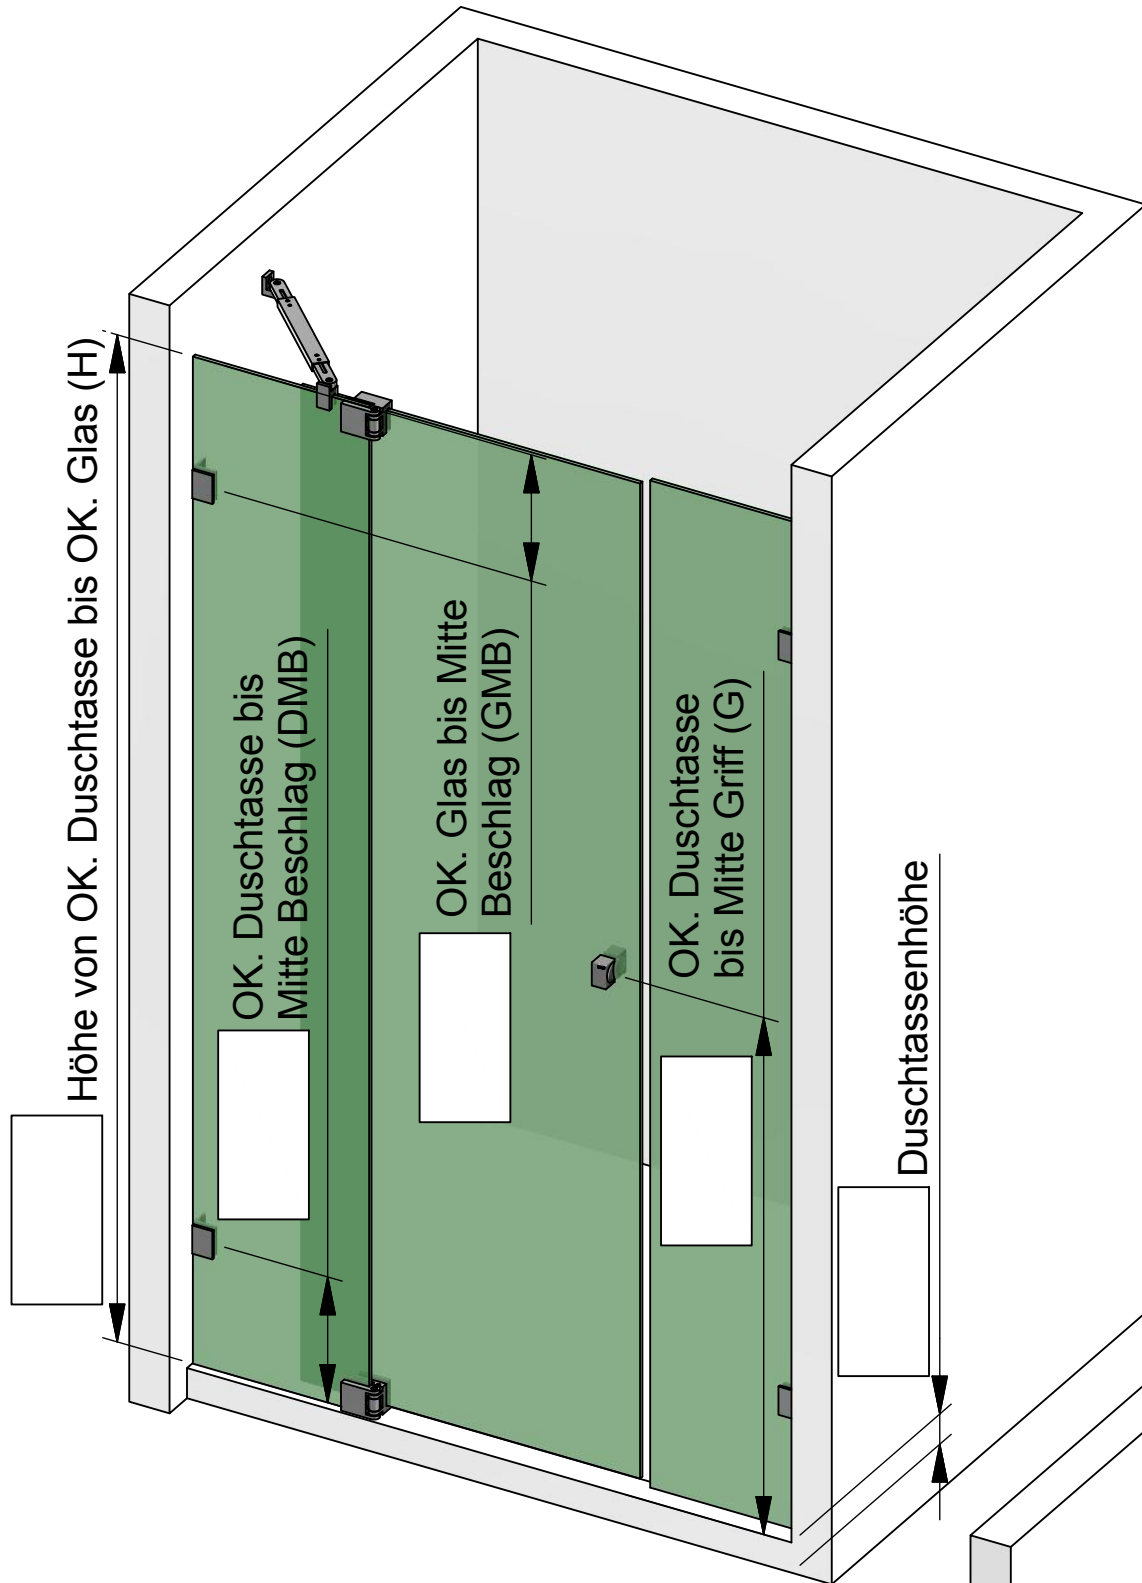 Höhe von OK. Duschtasse bis OK. Glas (H)
OK. Duschtasse bis
Mitte Beschlag (DMB)
OK. Glas bis Mitte
Beschlag (GMB)
OK. Duschtasse
bis Mitte Griff (G)
Duschtassenhöhe